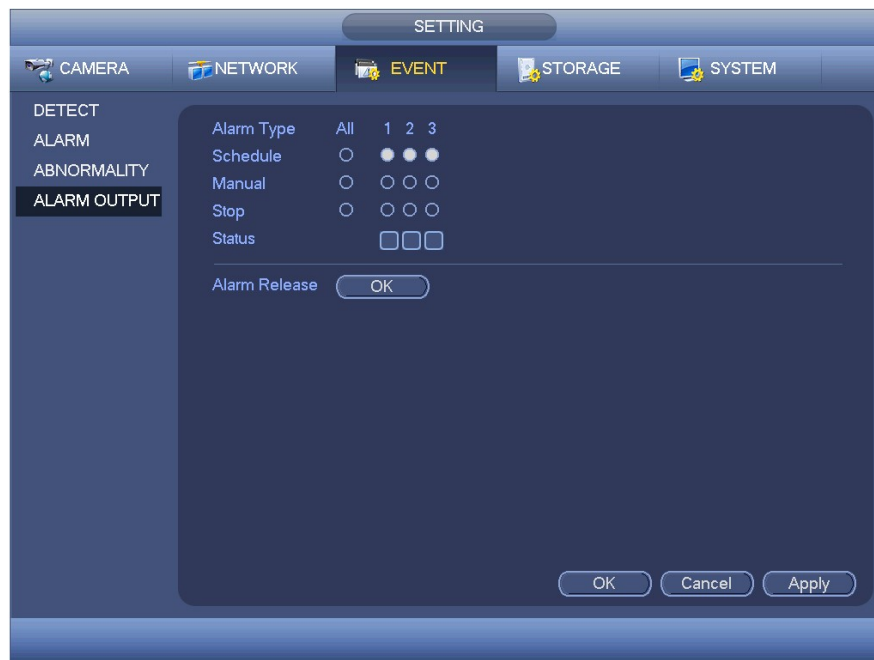 SETTING
CAMERA NETWORK EVENT STORAGE SYSTEM
DETECT
ALARM
ABNORMALITY
ALARM OUTPUT
Alarm Type All 1 2 3
Schedule
Manual
Stop
Status
Alarm Release OK
OK Cancel Apply